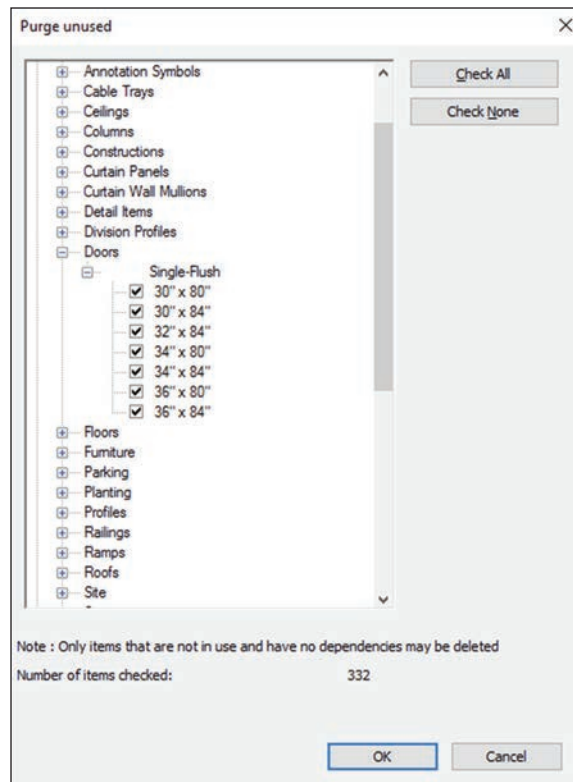 Purge unused
Annotation Symbols
Cable Trays
Ceilings
Columns
Constructions
Curtain Panels
Curtain Wall Mullions
Detail Items
Division Profiles
Doors
Single-Flush
30" x 80"
30" x 84"
32" x 84"
34" x 80"
34" x 84"
36" x 80"
36" x 84"
Floors
Furniture
Parking
Planting
Profiles
Railings
Ramps
Roofs
Site
Check All
Check None
Note : Only items that are not in use and have no dependencies may be deleted
Number of items checked: 332
OK Cancel